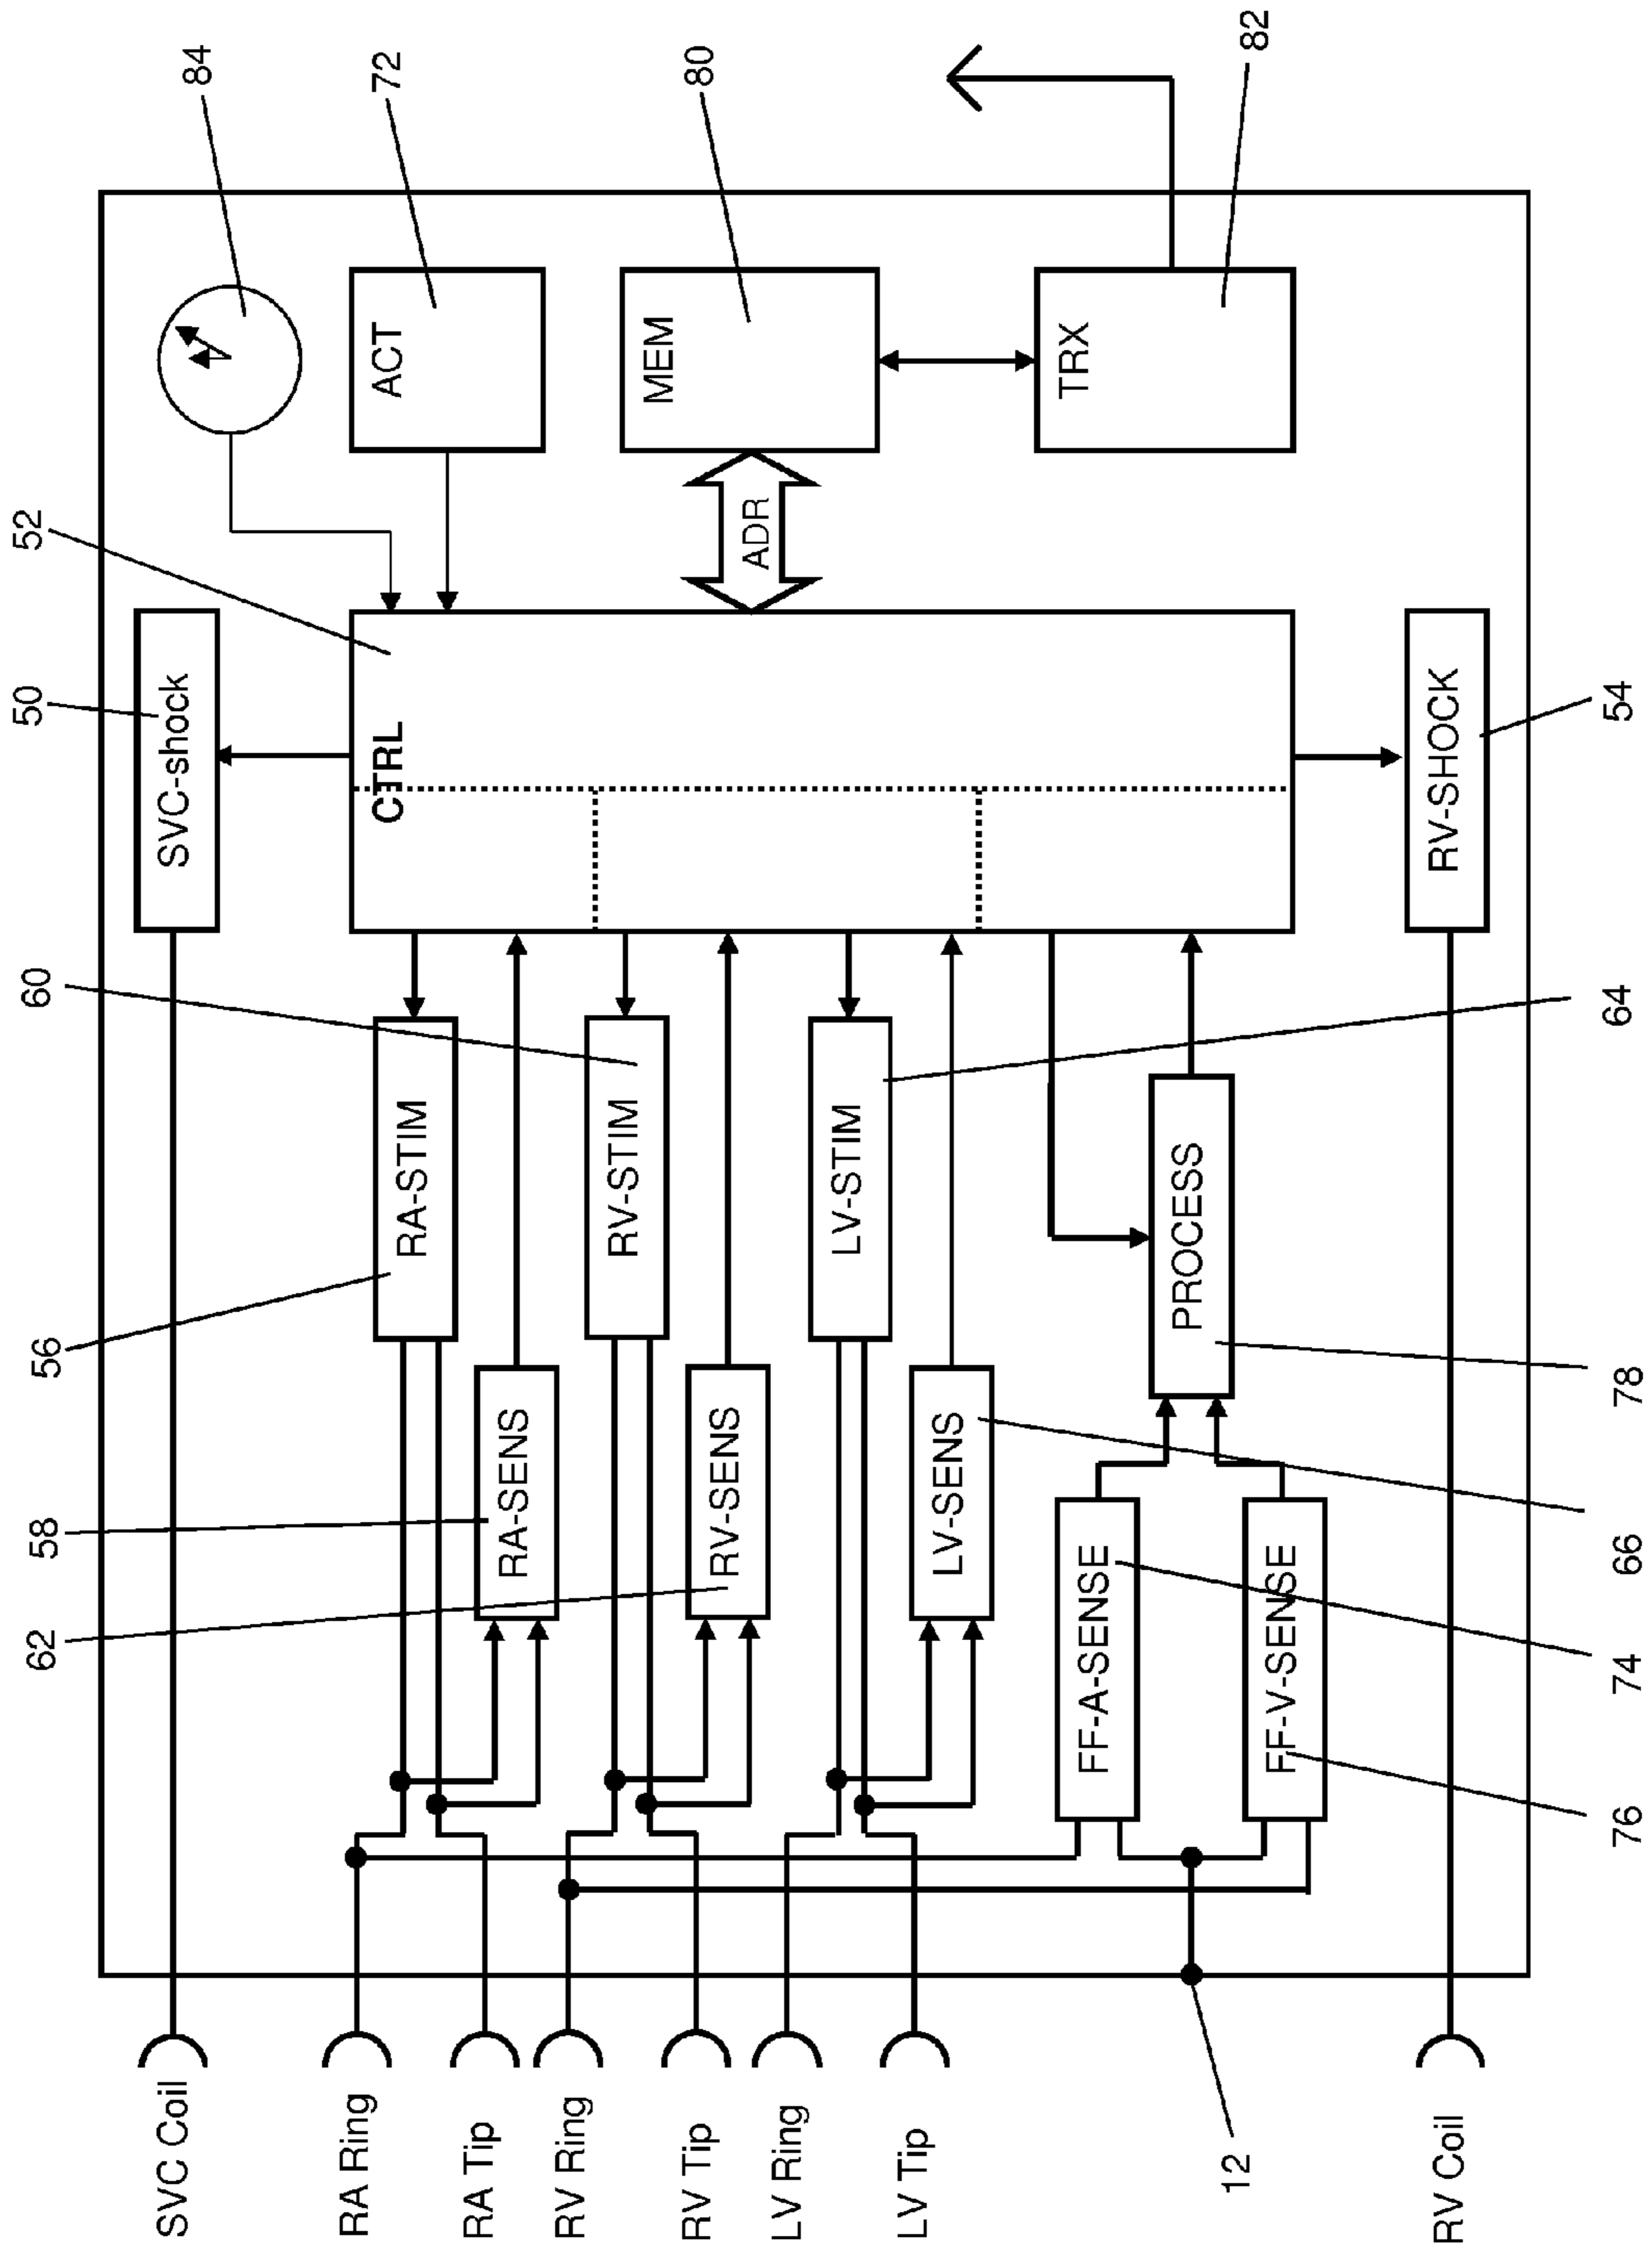 SVC Coil
RA Ring
RA Tip
RV Ring
RV Tip
LV Ring
LV Tip
12
RV Coil
62
58
56
60
50
52
84
72
80
82
SVC-shock
RA-STIM
RA-SENS
RV-STIM
RV-SENS
LV-STIM
LV-SENS
FF-A-SENSE
FF-V-SENSE
PROCESS
CTRL
RV-SHOCK
ADR
ACT
MEM
TRX
76
74
66
78
64
54